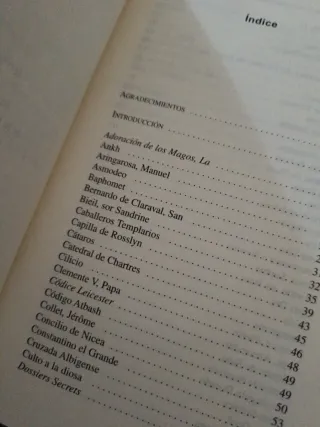 Índice
AGRADECIMIENTOS
INTRODUCCIÓN
Adoración de los Magos, La
Ankh
Aringarosa, Manuel
Asmodeo
Baphomet
Bernardo de Claraval, San
Bieil, sor Sandrine
Caballeros Templarios
Capilla de Rosslyn
Cátaros
Catedral de Chartres
Cilicio
Clemente V, Papa
Códice Leicester
Código Atbash
Collet, Jérôme
Concilio de Nicea
Constantino el Grande
Cruzada Albigense
Culto a la diosa
Dossiers Secrets
31
32
35
39
43
45
46
48
49
49
50
53